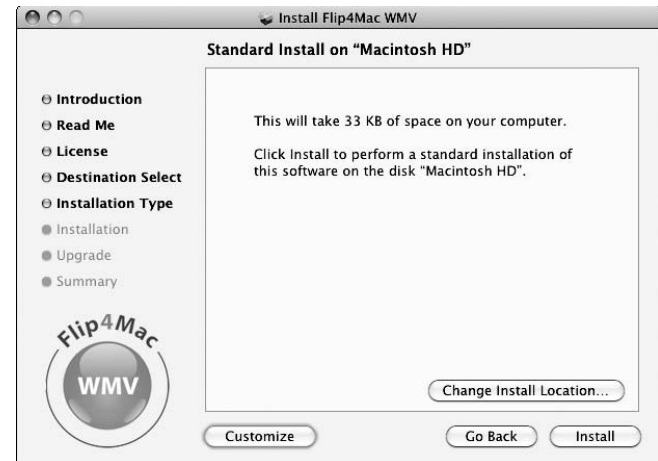 Install Flip4Mac WMV
Standard Install on “Macintosh HD”
Introduction
Read Me
License
Destination Select
Installation Type
Installation
Upgrade
Summary
This will take 33 KB of space on your computer.
Click Install to perform a standard installation of
this software on the disk “Macintosh HD”.
Flip4Mac
WMV
Change Install Location...
Customize
Go Back
Install